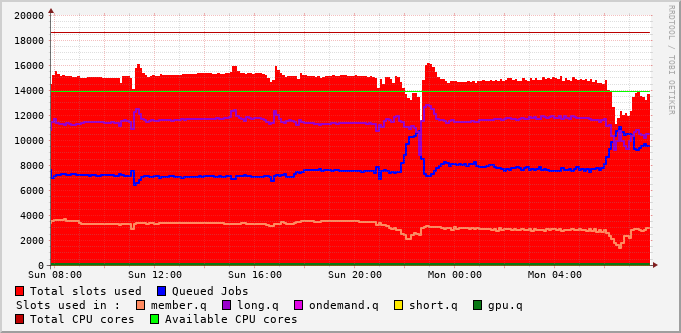 20000
18000
16000
14000
12000
10000
8000
6000
4000
2000
0
Sun 08:00 Sun 12:00 Sun 16:00 Sun 20:00 Mon 00:00 Mon 04:00
Total slots used Queued Jobs
Slots used in : member.q long.q ondemand.q short.q gpu.q
Total CPU cores Available CPU cores
RRDTOOL / TOBI OETIKER